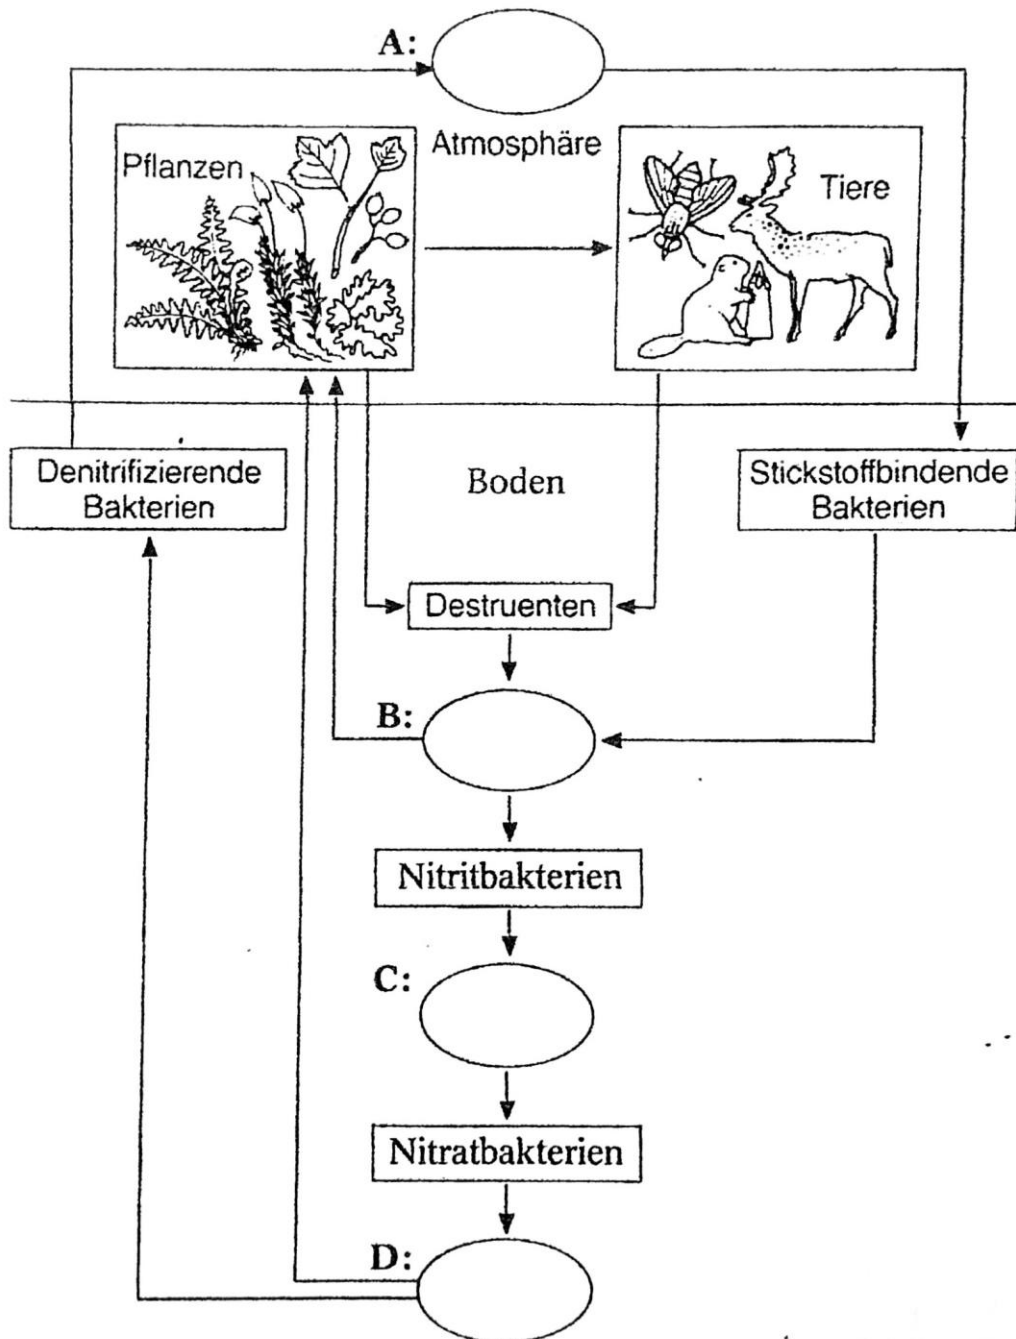 A:
Atmosphäre
Pflanzen
Tiere
Denitrifizierende
Bakterien
Boden
Stickstoffbindende
Bakterien
Destruenten
B:
Nitritbakterien
C:
Nitratbakterien
D: